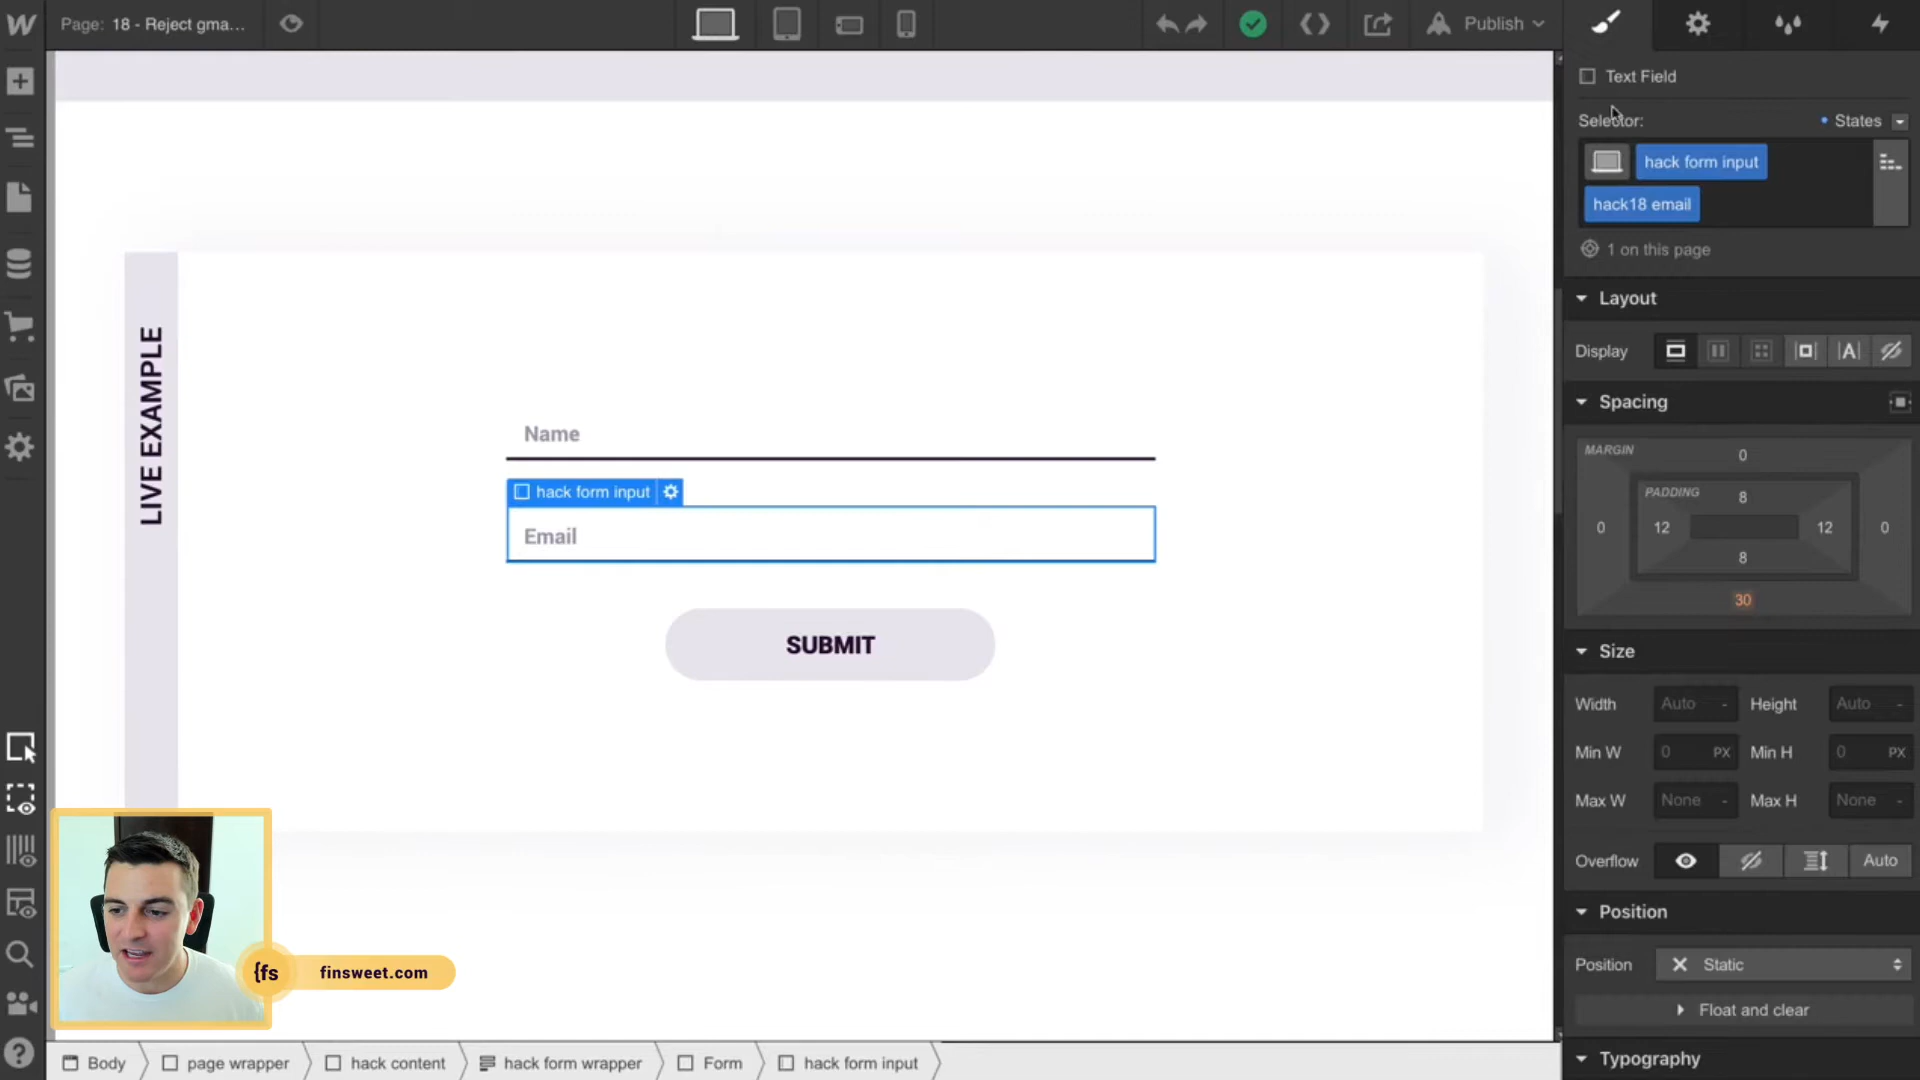 Page: 18 - Reject gma...
Publish
Text Field
Selector:
States
hack form input
hack18 email
1 on this page
Layout
Display
Spacing
MARGIN
0
PADDING
8
0
12
12
0
8
30
Size
Width
Auto
-
Height
Auto
-
Min W
0
PX
Min H
0
PX
Max W
None
-
Max H
None
-
Overflow
Auto
Position
Position
Static
Float and clear
Typography
LIVE EXAMPLE
Name
hack form input
Email
SUBMIT
{fs
finsweet.com
Body
page wrapper
hack content
hack form wrapper
Form
hack form input